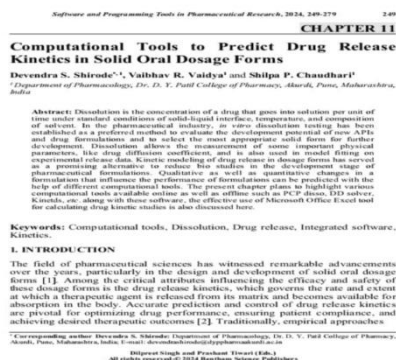 Software and Programming Tools in Pharmaceutical Research, 2024, 249-279 249
CHAPTER 11
Computational Tools to Predict Drug Release
Kinetics in Solid Oral Dosage Forms
Devendra S. Shirode*,1, Vaibhav R. Vaidya1 and Shilpa P. Chaudhari1
1 Department of Pharmacology, Dr. D. Y. Patil College of Pharmacy, Akurdi, Pune, Maharashtra,
India
Abstract: Dissolution is the concentration of a drug that goes into solution per unit of
time under standard conditions of solid-liquid interface, temperature, and composition
of solvent. In the pharmaceutical industry, in vitro dissolution testing has been
established as a preferred method to evaluate the development potential of new APIs
and drug formulations and to select the most appropriate solid form for further
development. Dissolution allows the measurement of some important physical
parameters, like drug diffusion coefficient, and is also used in model fitting on
experimental release data. Kinetic modeling of drug release in dosage forms has served
as a promising alternative to reduce bio studies in the development stage of
pharmaceutical formulations. Qualitative as well as quantitative changes in a
formulation that influence the performance of formulations can be predicted with the
help of different computational tools. The present chapter plans to highlight various
computational tools available online as well as offline such as PCP disso, DD solver,
Kinetds, etc. along with these software, the effective use of Microsoft Office Excel tool
for calculating drug kinetic studies is also discussed here.
Keywords: Computational tools, Dissolution, Drug release, Integrated software,
Kinetics.
1. INTRODUCTION
The field of pharmaceutical sciences has witnessed remarkable advancements
over the years, particularly in the design and development of solid oral dosage
forms [1]. Among the critical attributes influencing the efficacy and safety of
these dosage forms is the drug release kinetics, which governs the rate and extent
at which a therapeutic agent is released from its matrix and becomes available for
absorption in the body. Accurate prediction and control of drug release kinetics
are pivotal for optimizing drug performance, ensuring patient compliance, and
achieving desired therapeutic outcomes [2]. Traditionally, empirical approaches
* Corresponding author Devendra S. Shirode: Department of Pharmacology, Dr. D. Y. Patil College of Pharmacy,
Akurdi, Pune, Maharashtra, India; E-mail:
Dilpreet Singh and Prashant Tiwari (Eds.)
All rights reserved-© 2024 Bentham Science Publishers